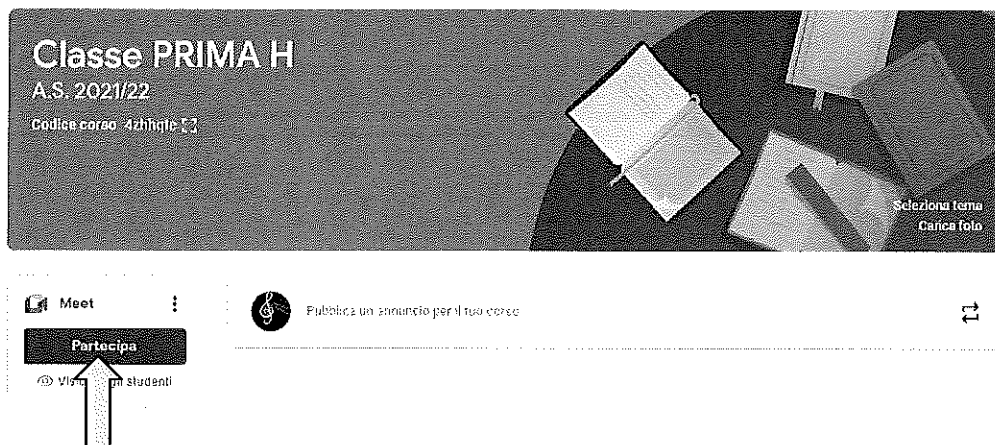 Classe PRIMA H
A.S. 2021/22
Codice corso
Seleziona tema
Carica foto
Meet
Partecipa
Pubblica un annuncio per il tuo corso
studenti